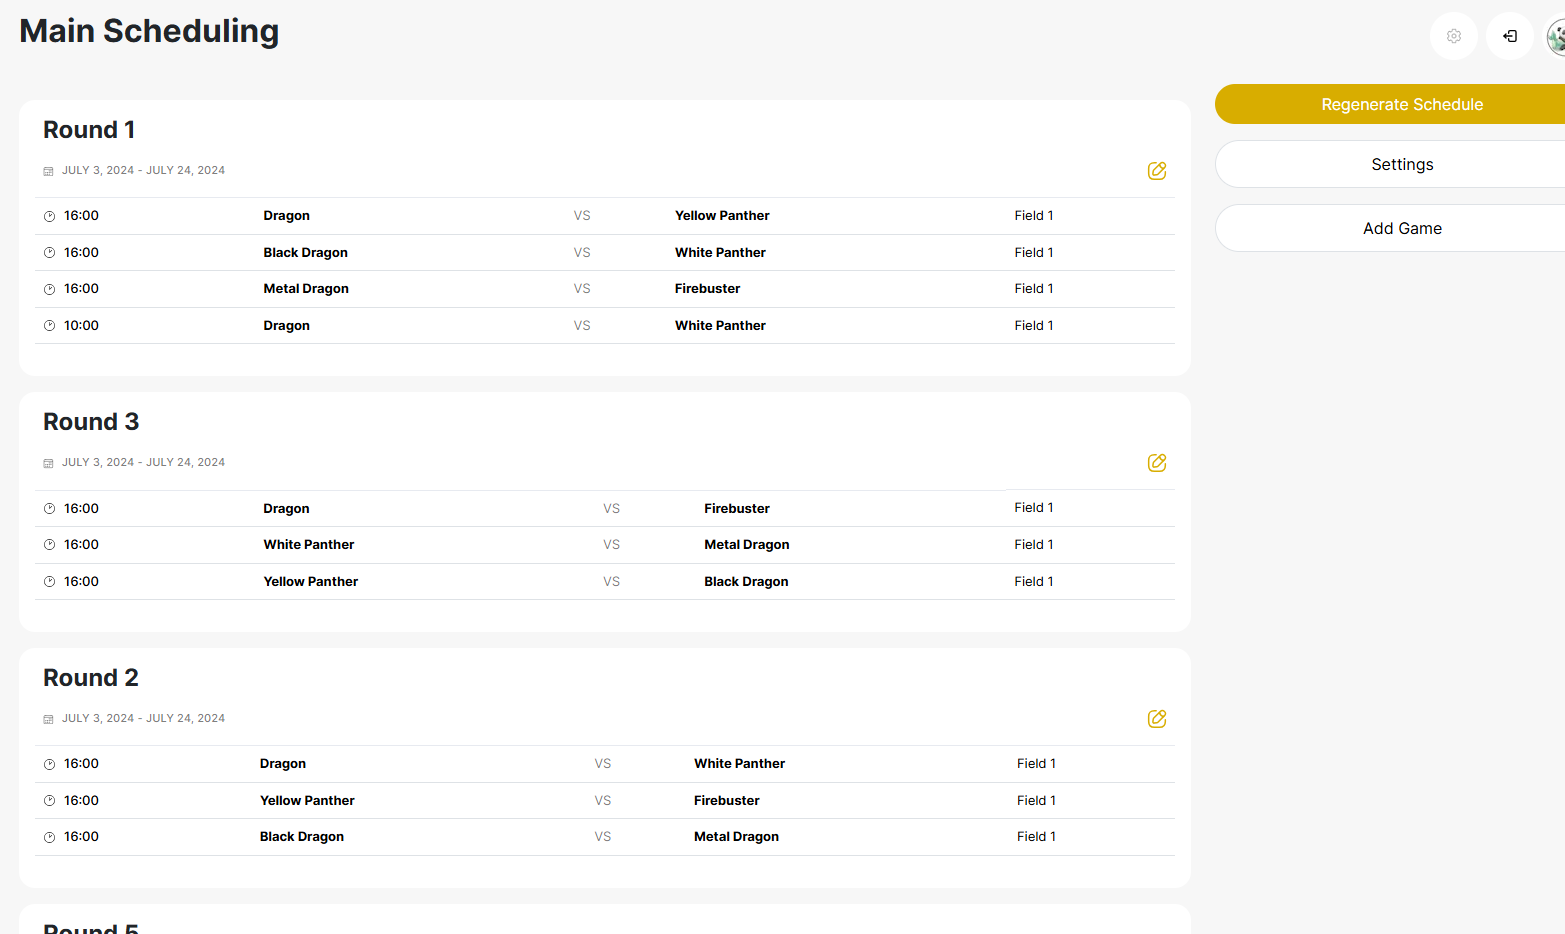 Main Scheduling
Regenerate Schedule
Settings
Add Game
Round 1
JULY 3, 2024 - JULY 24, 2024
16:00 Dragon VS Yellow Panther Field 1
16:00 Black Dragon VS White Panther Field 1
16:00 Metal Dragon VS Firebuster Field 1
10:00 Dragon VS White Panther Field 1
Round 3
JULY 3, 2024 - JULY 24, 2024
16:00 Dragon VS Firebuster Field 1
16:00 White Panther VS Metal Dragon Field 1
16:00 Yellow Panther VS Black Dragon Field 1
Round 2
JULY 3, 2024 - JULY 24, 2024
16:00 Dragon VS White Panther Field 1
16:00 Yellow Panther VS Firebuster Field 1
16:00 Black Dragon VS Metal Dragon Field 1
Round 5